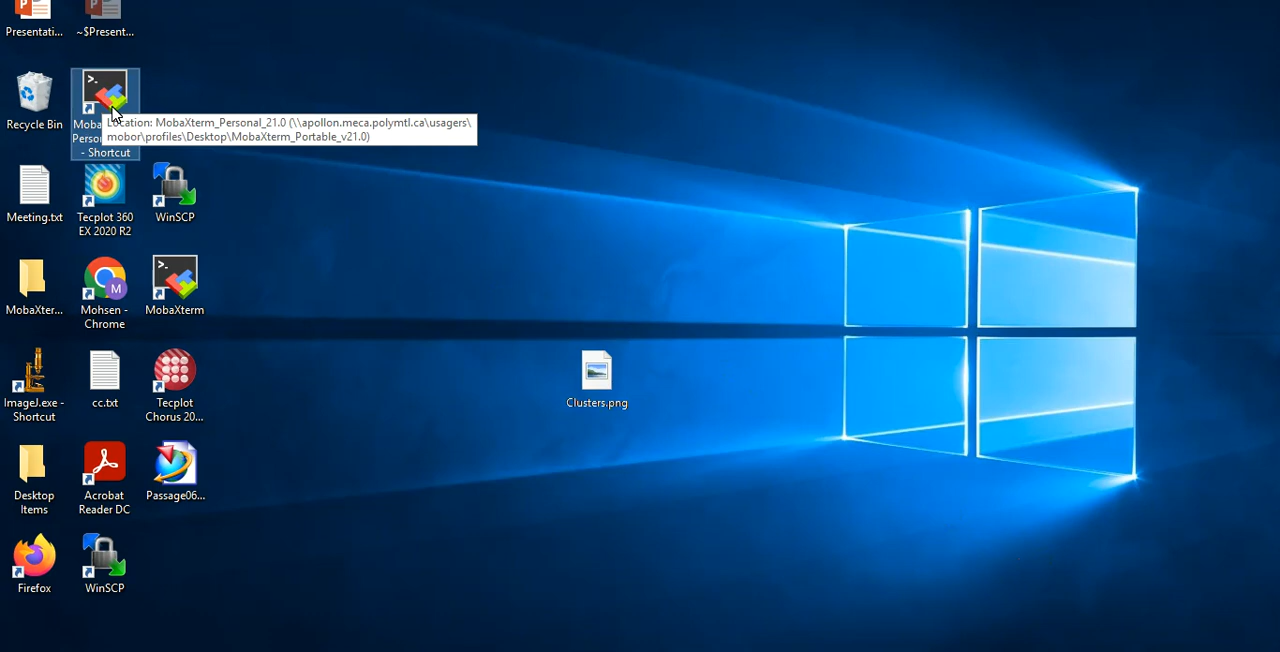 Presentati...
~$Present...
Recycle Bin
Moba
Perso
- Shortcut
Location: MobaXterm_Personal_21.0 (\\apollon.meca.polymtl.ca\usagers\
mobor\profiles\Desktop\MobaXterm_Portable_v21.0)
Meeting.txt
Tecplot 360
EX 2020 R2
WinSCP
MobaXter...
Mohsen -
Chrome
M
MobaXterm
ImageJ.exe -
Shortcut
cc.txt
Tecplot
Chorus 20...
Clusters.png
Desktop
Items
Acrobat
Reader DC
Passage06...
Firefox
WinSCP